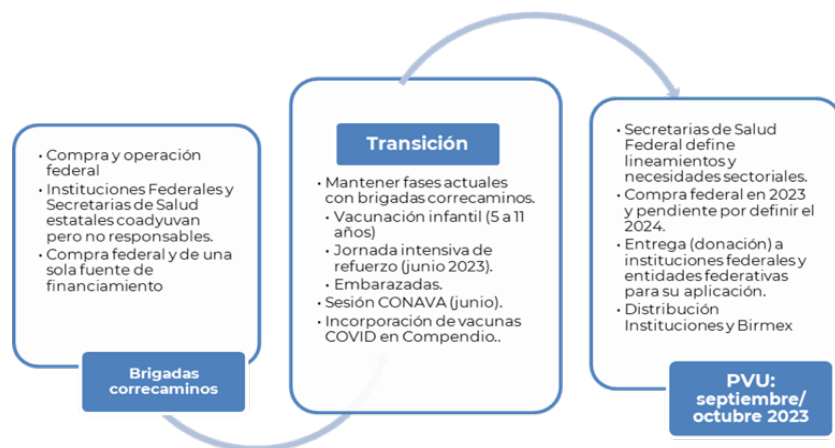 • Compra y operación
federal
• Instituciones Federales y
Secretarias de Salud
estatales coadyuvan
pero no responsables.
• Compra federal y de una
sola fuente de
financiamiento
Brigadas
correcaminos
Transición
• Mantener fases actuales
con brigadas correcaminos.
• Vacunación infantil (5 a 11
años)
• Jornada intensiva de
refuerzo (junio 2023).
• Embarazadas.
• Sesión CONAVA (junio).
• Incorporación de vacunas
COVID en Compendio..
• Secretarias de Salud
Federal define
lineamientos y
necesidades sectoriales.
• Compra federal en 2023
y pendiente por definir el
2024.
• Entrega (donación) a
instituciones federales y
entidades federativas
para su aplicación.
• Distribución
Instituciones y Birmex
PVU:
septiembre/
octubre 2023